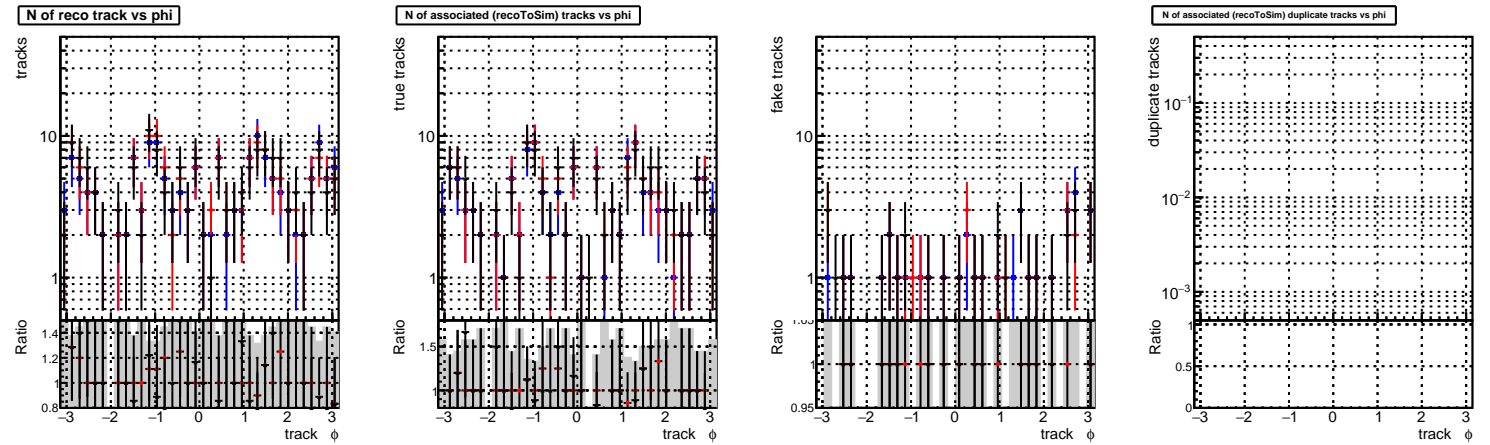 N of reco track vs phi
tracks
10
1
Ratio
1.4
1.2
1
0.8
−3 −2 −1 0 1 2 3
track ϕ
N of associated (recoToSim) tracks vs phi
true tracks
10
1
Ratio
1.5
1
−3 −2 −1 0 1 2 3
track ϕ
fake tracks
10
1
Ratio
1.05
1
0.95
−3 −2 −1 0 1 2 3
track ϕ
N of associated (recoToSim) duplicate tracks vs phi
duplicate tracks
10⁻¹
10⁻²
10⁻³
Ratio
1
0.5
0
−3 −2 −1 0 1 2 3
track ϕ